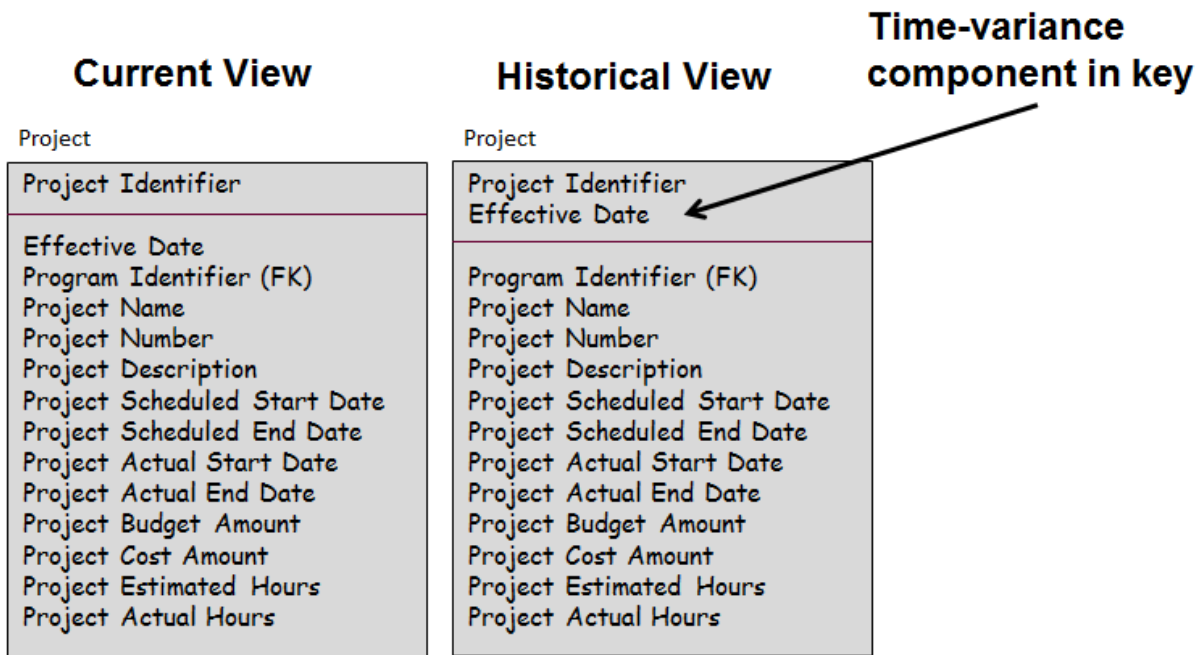 Time-variance
component in key
Current View
Historical View
Project
Project Identifier
Effective Date
Program Identifier (FK)
Project Name
Project Number
Project Description
Project Scheduled Start Date
Project Scheduled End Date
Project Actual Start Date
Project Actual End Date
Project Budget Amount
Project Cost Amount
Project Estimated Hours
Project Actual Hours
Project
Project Identifier
Effective Date
Program Identifier (FK)
Project Name
Project Number
Project Description
Project Scheduled Start Date
Project Scheduled End Date
Project Actual Start Date
Project Actual End Date
Project Budget Amount
Project Cost Amount
Project Estimated Hours
Project Actual Hours